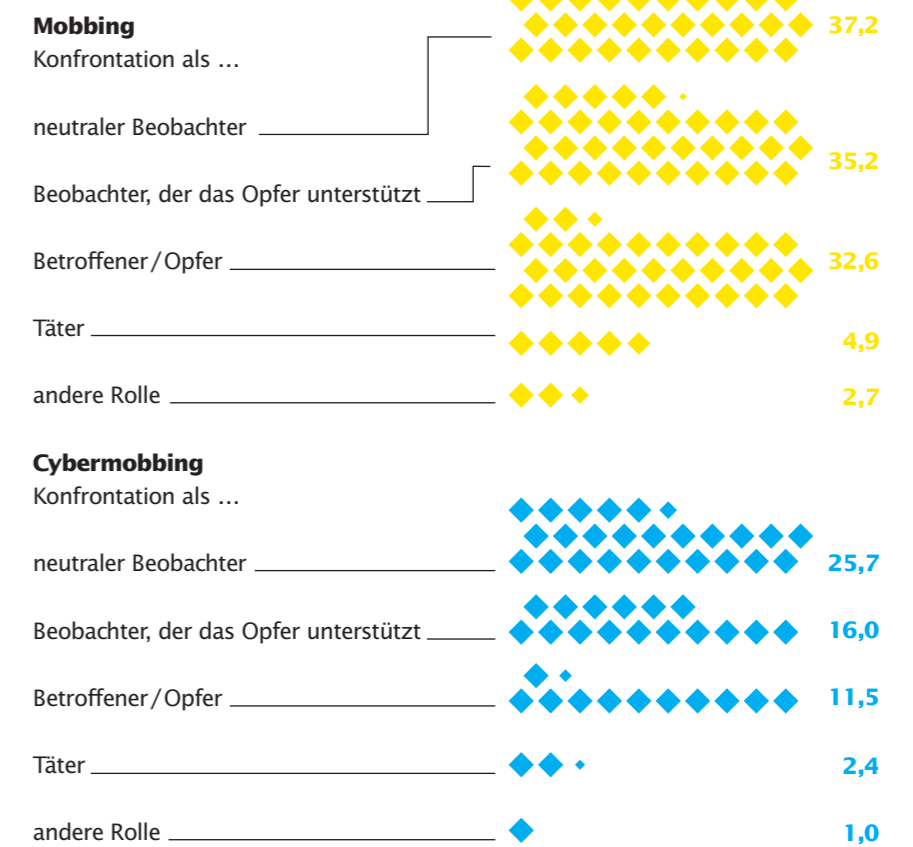 Mobbing
37,2
Konfrontation als …
neutraler Beobachter
35,2
Beobachter, der das Opfer unterstützt
Betroffener / Opfer 32,6
Täter 4,9
andere Rolle 2,7
Cybermobbing
Konfrontation als …
neutraler Beobachter 25,7
Beobachter, der das Opfer unterstützt 16,0
Betroffener / Opfer 11,5
Täter 2,4
andere Rolle 1,0